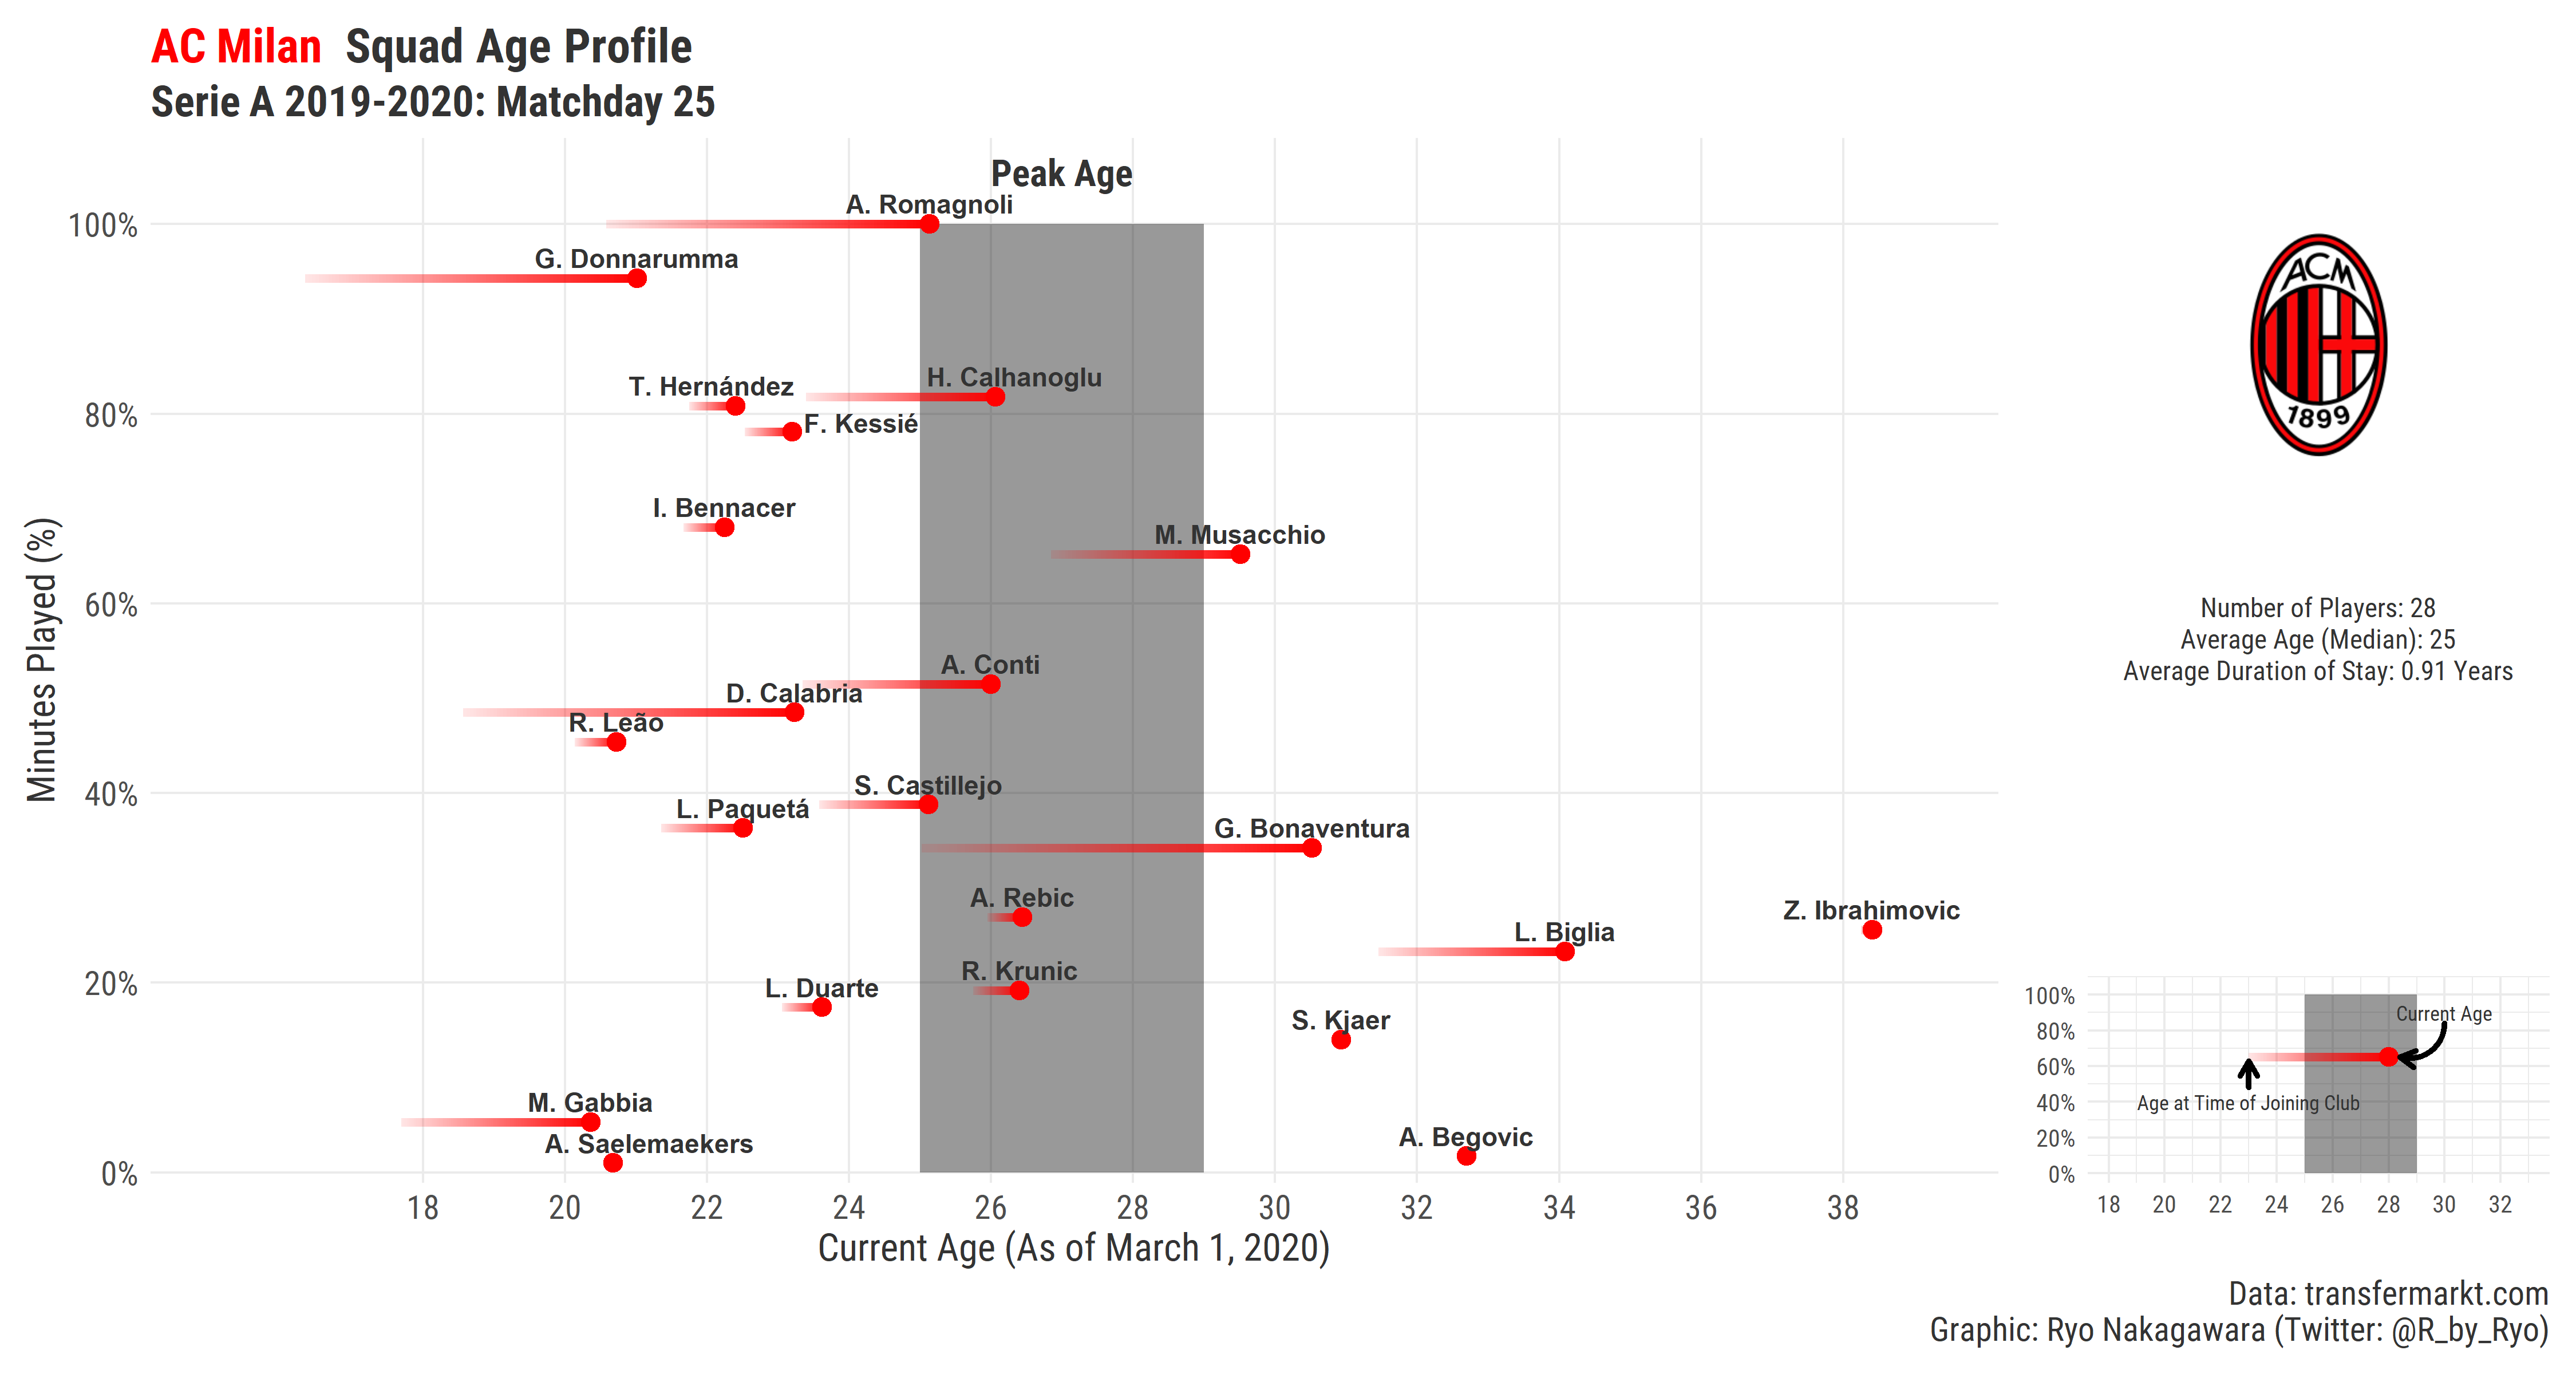 AC Milan Squad Age Profile
Serie A 2019-2020: Matchday 25
Peak Age
A. Romagnoli
G. Donnarumma
H. Calhanoglu
T. Hernández
F. Kessié
I. Bennacer
M. Musacchio
A. Conti
D. Calabria
R. Leão
S. Castillejo
L. Paquetá
G. Bonaventura
A. Rebic
Z. Ibrahimovic
L. Biglia
R. Krunic
L. Duarte
S. Kjaer
M. Gabbia
A. Begovic
A. Saelemaekers
Minutes Played (%)
100%
80%
60%
40%
20%
0%
18 20 22 24 26 28 30 32 34 36 38
Current Age (As of March 1, 2020)
ACM
1899
Number of Players: 28
Average Age (Median): 25
Average Duration of Stay: 0.91 Years
100%
80%
60%
40%
20%
0%
Current Age
Age at Time of Joining Club
18 20 22 24 26 28 30 32
Data: transfermarkt.com
Graphic: Ryo Nakagawara (Twitter: @R_by_Ryo)